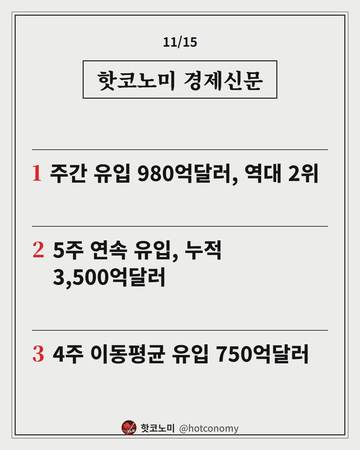 11/15
핫코노미 경제신문
1 주간 유입 980억달러, 역대 2위
2 5주 연속 유입, 누적
3,500억달러
3 4주 이동평균 유입 750억달러
핫코노미 @hotconomy